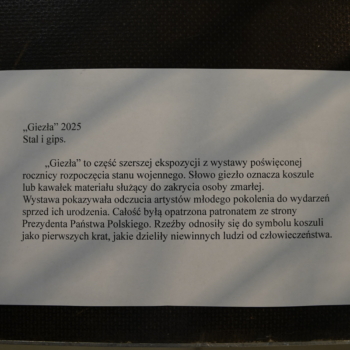 „Giezła” 2025
Stal i gips.
„Giezła” to część szerszej ekspozycji z wystawy poświęconej
rocznicy rozpoczęcia stanu wojennego. Słowo giezło oznacza koszule
lub kawałek materiału służący do zakrycia osoby zmarłej.
Wystawa pokazywała odczucia artystów młodego pokolenia do wydarzeń
sprzed ich urodzenia. Całość byłą opatrzona patronatem ze strony
Prezydenta Państwa Polskiego. Rzeźby odnosiły się do symbolu koszuli
jako pierwszych krat, jakie dzieliły niewinnych ludzi od człowieczeństwa.